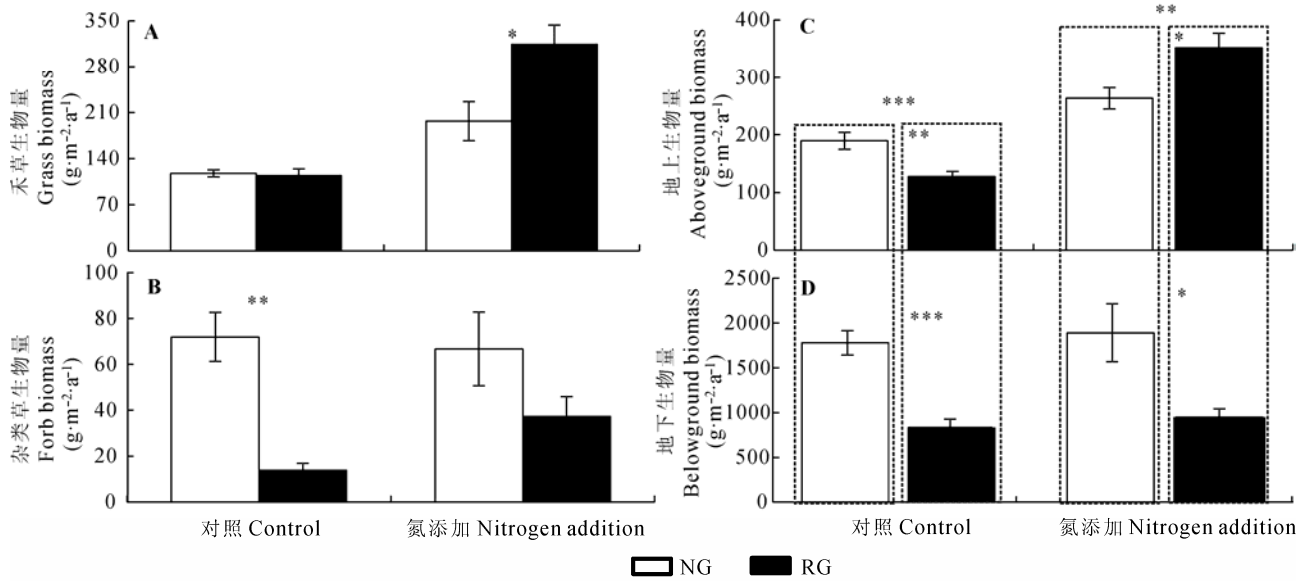 A
禾草生物量
Grass biomass
(g·m⁻²·a⁻¹)
350
280
210
140
70
0
*
B
杂类草生物量
Forb biomass
(g·m⁻²·a⁻¹)
100
80
60
40
20
0
**
对照 Control
氮添加 Nitrogen addition
C
地上生物量
Aboveground biomass
(g·m⁻²·a⁻¹)
400
300
200
100
0
***
**
**
*
D
地下生物量
Belowground biomass
(g·m⁻²·a⁻¹)
2500
2000
1500
1000
500
0
***
*
对照 Control
氮添加 Nitrogen addition
NG
RG